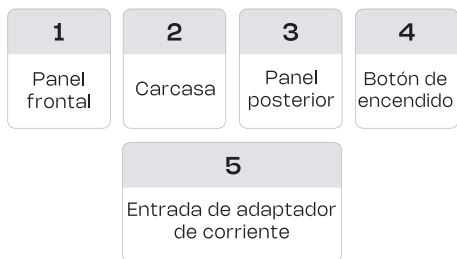 1
Panel
frontal
2
Carcasa
3
Panel
posterior
4
Botón de
encendido
5
Entrada de adaptador
de corriente